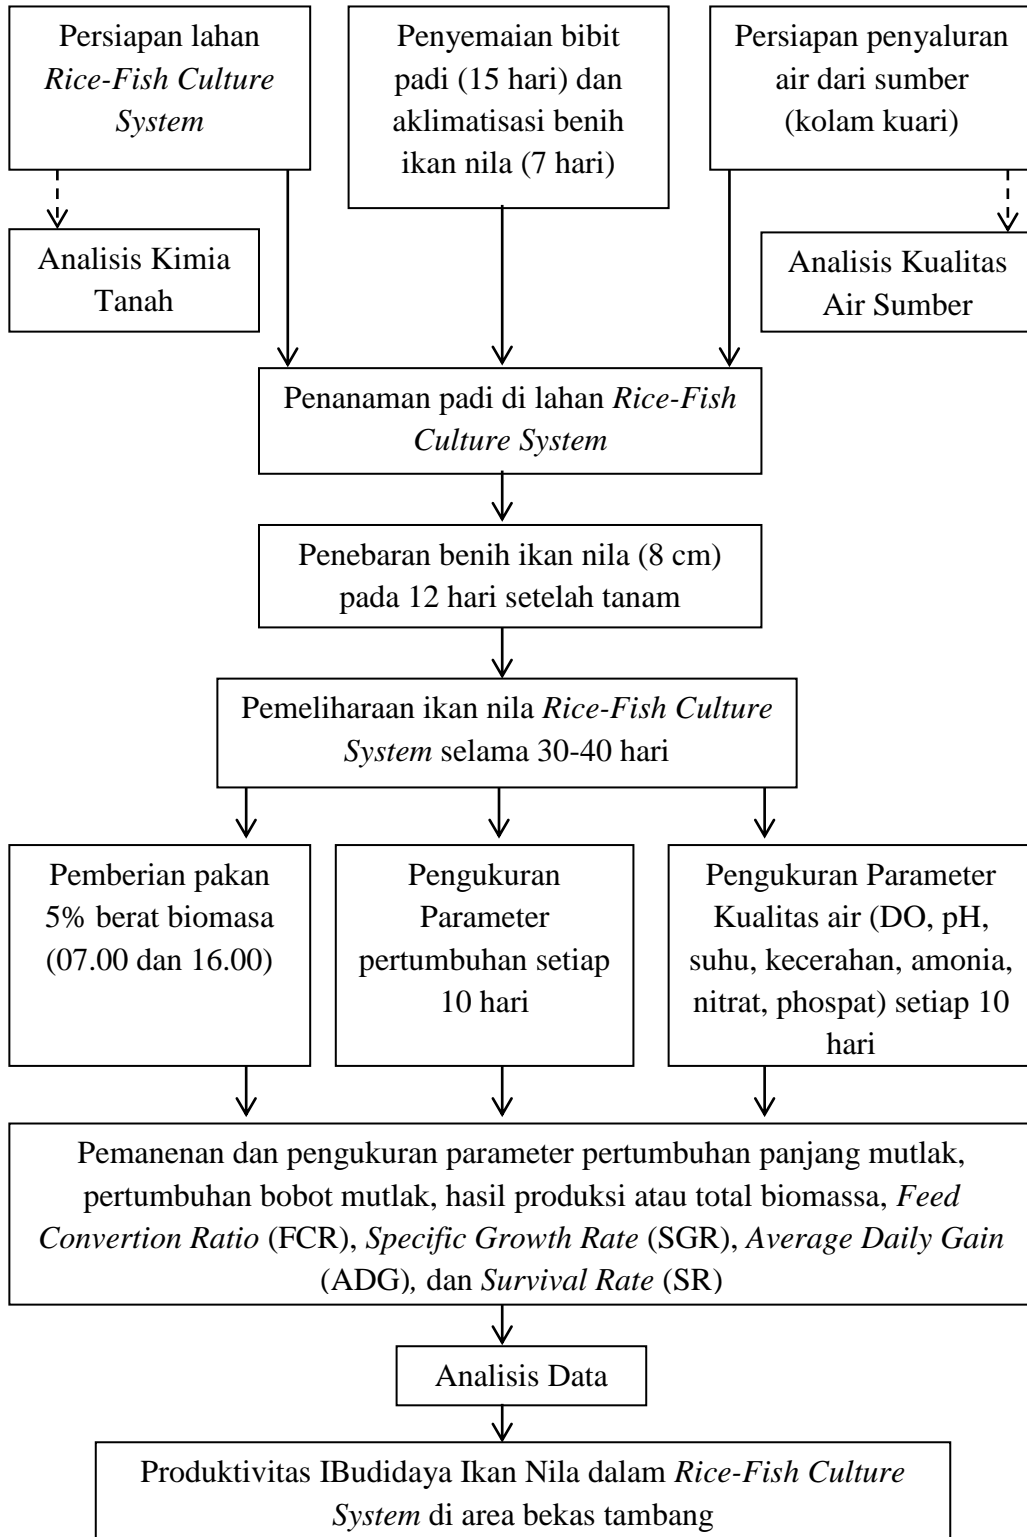 Persiapan lahan
Rice-Fish Culture
System
Penyemaian bibit
padi (15 hari) dan
aklimatisasi benih
ikan nila (7 hari)
Persiapan penyaluran
air dari sumber
(kolam kuari)
Analisis Kimia
Tanah
Analisis Kualitas
Air Sumber
Penanaman padi di lahan Rice-Fish
Culture System
Penebaran benih ikan nila (8 cm)
pada 12 hari setelah tanam
Pemeliharaan ikan nila Rice-Fish Culture
System selama 30-40 hari
Pemberian pakan
5% berat biomasa
(07.00 dan 16.00)
Pengukuran
Parameter
pertumbuhan setiap
10 hari
Pengukuran Parameter
Kualitas air (DO, pH,
suhu, kecerahan, amonia,
nitrat, phospat) setiap 10
hari
Pemanenan dan pengukuran parameter pertumbuhan panjang mutlak,
pertumbuhan bobot mutlak, hasil produksi atau total biomassa, Feed
Convertion Ratio (FCR), Specific Growth Rate (SGR), Average Daily Gain
(ADG), dan Survival Rate (SR)
Analisis Data
Produktivitas IBudidaya Ikan Nila dalam Rice-Fish Culture
System di area bekas tambang